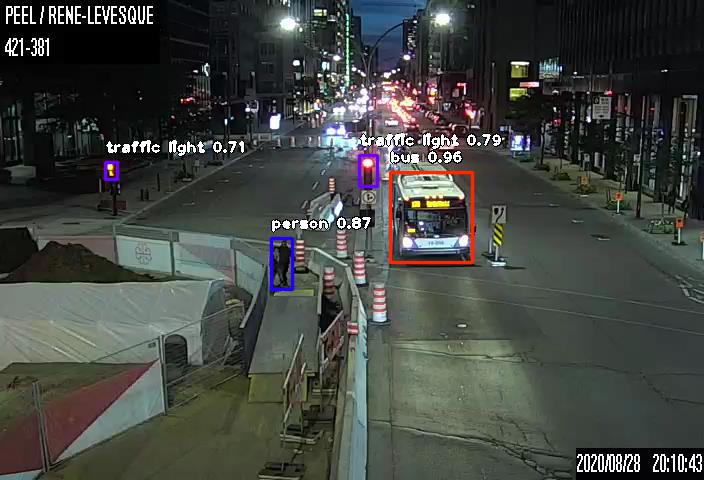 PEEL / RENE-LEVESQUE
421-381
traffic light 0.71
traffic light 0.79
bus 0.96
person 0.87
2020/08/28 20:10:43